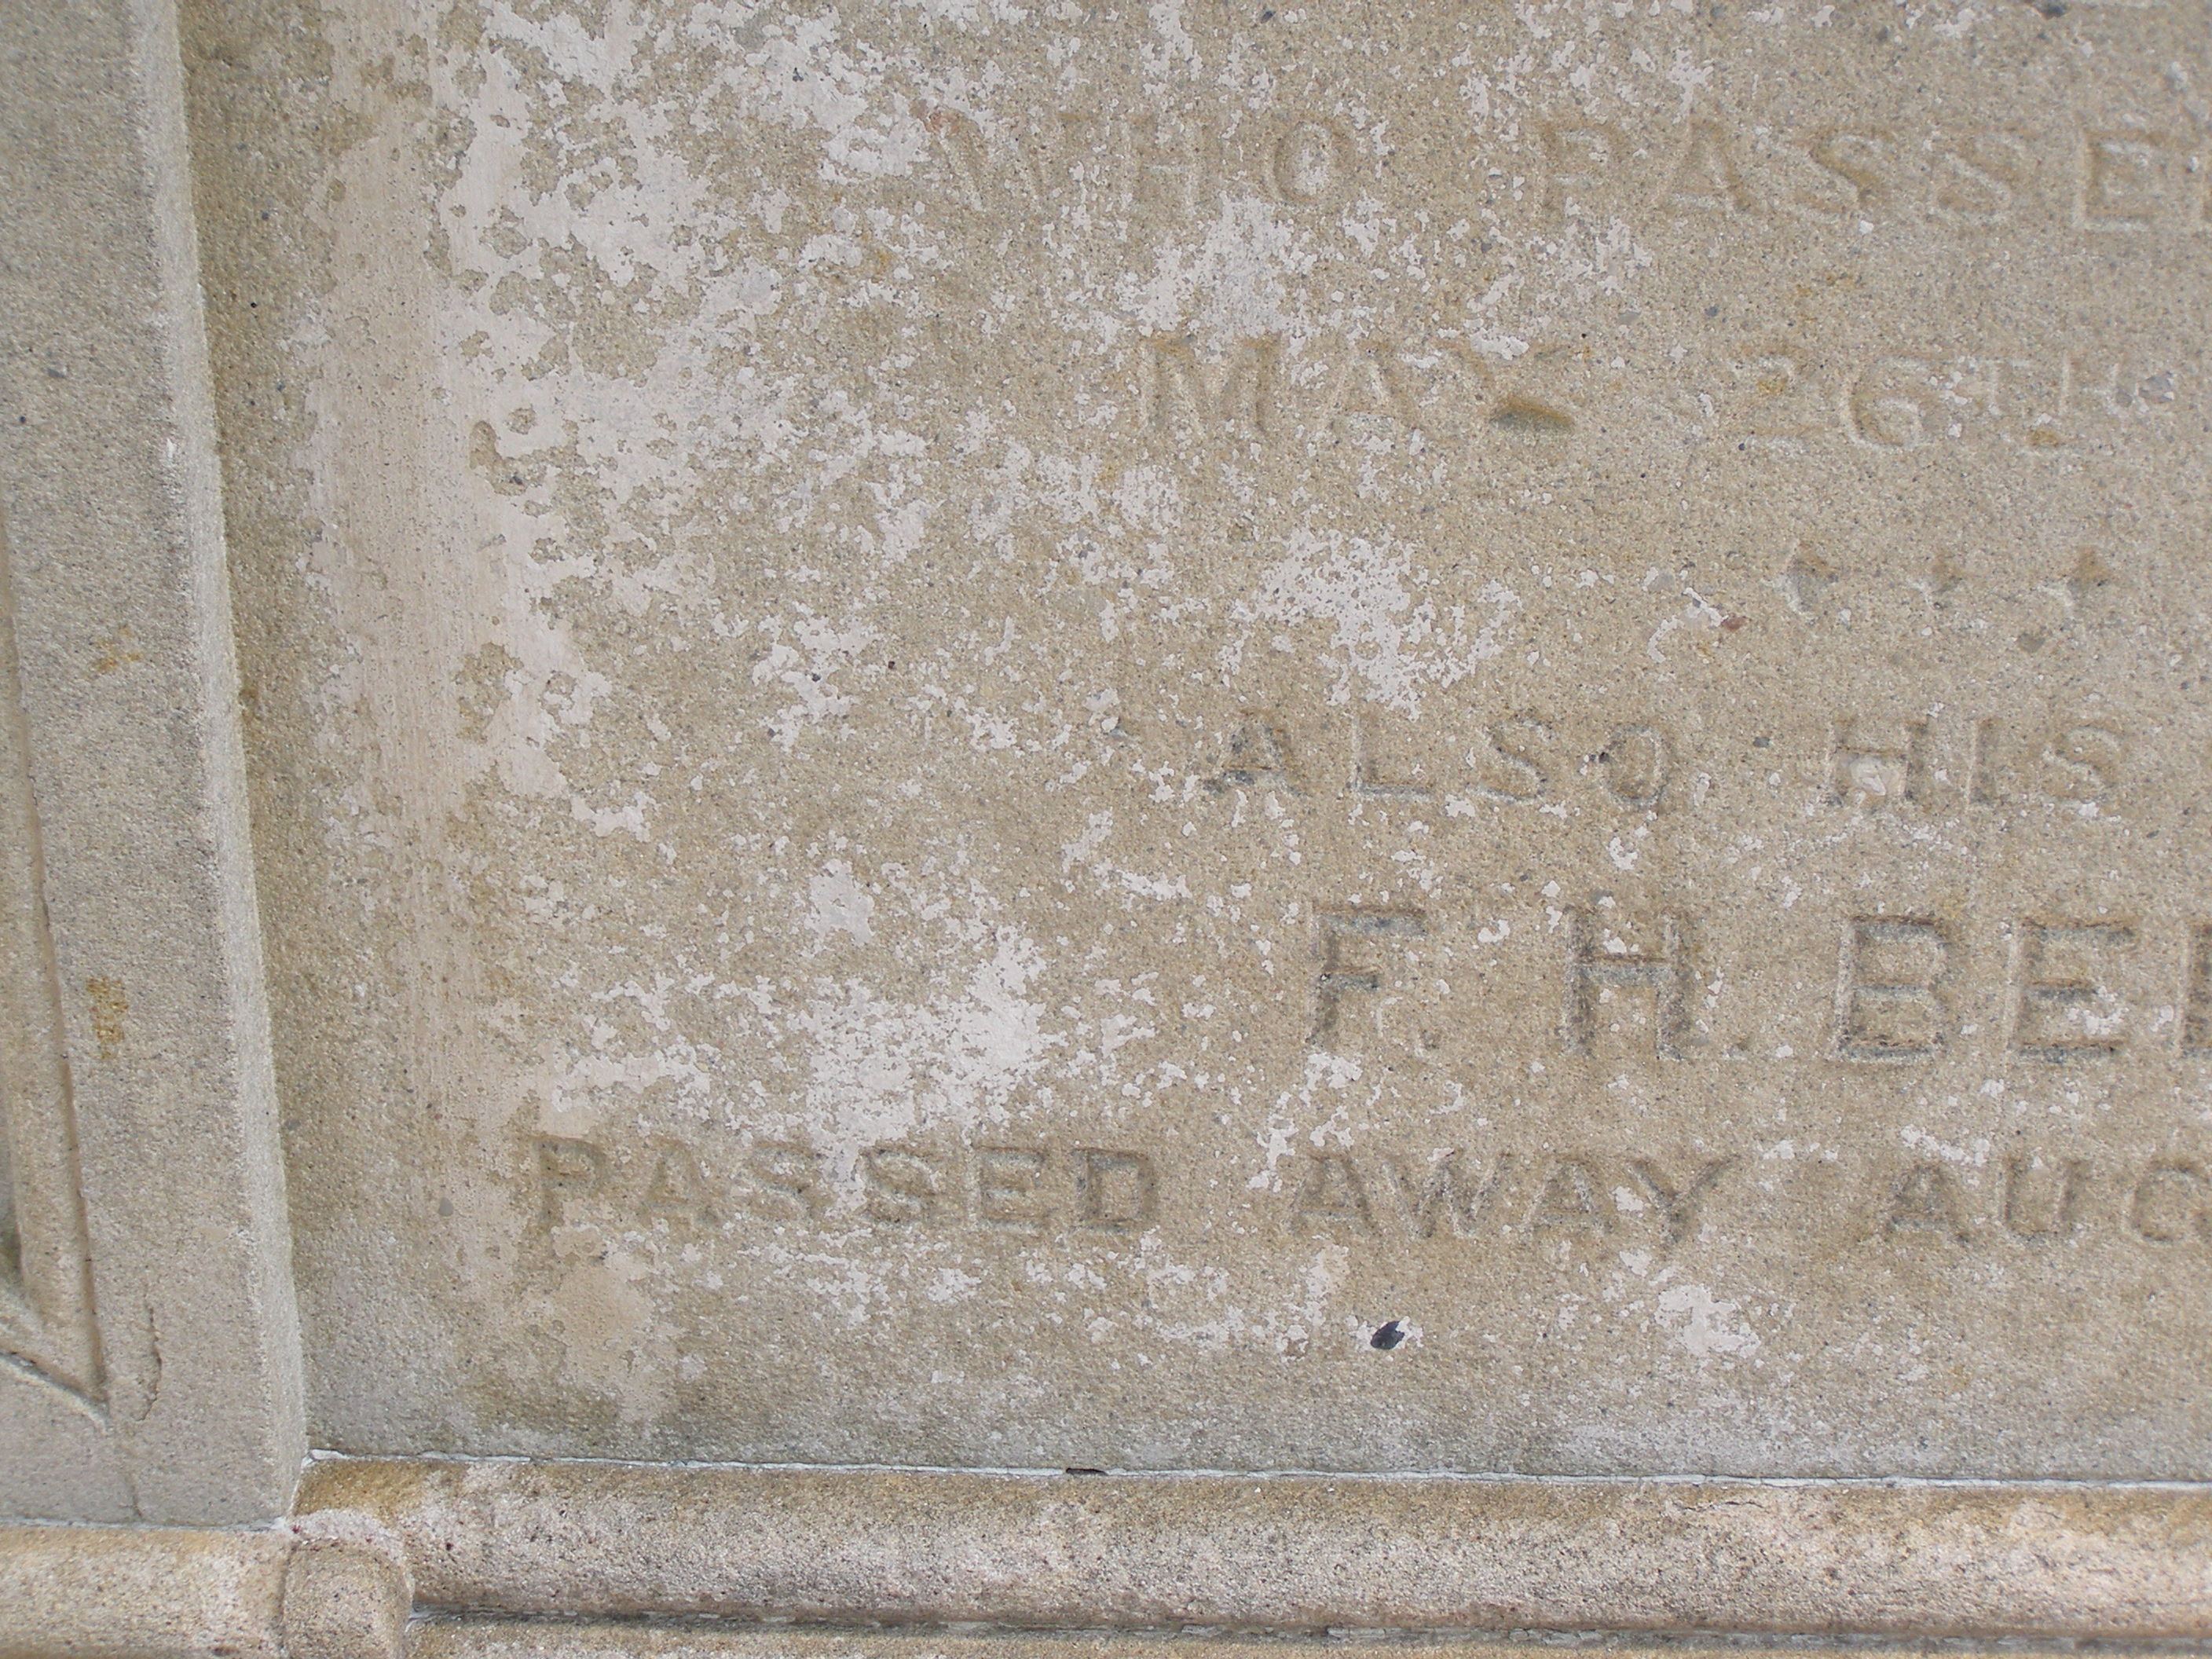 WHO PASSE
MAY 26TH
ALSO HIS
F. H. BE
PASSED AWAY AUG